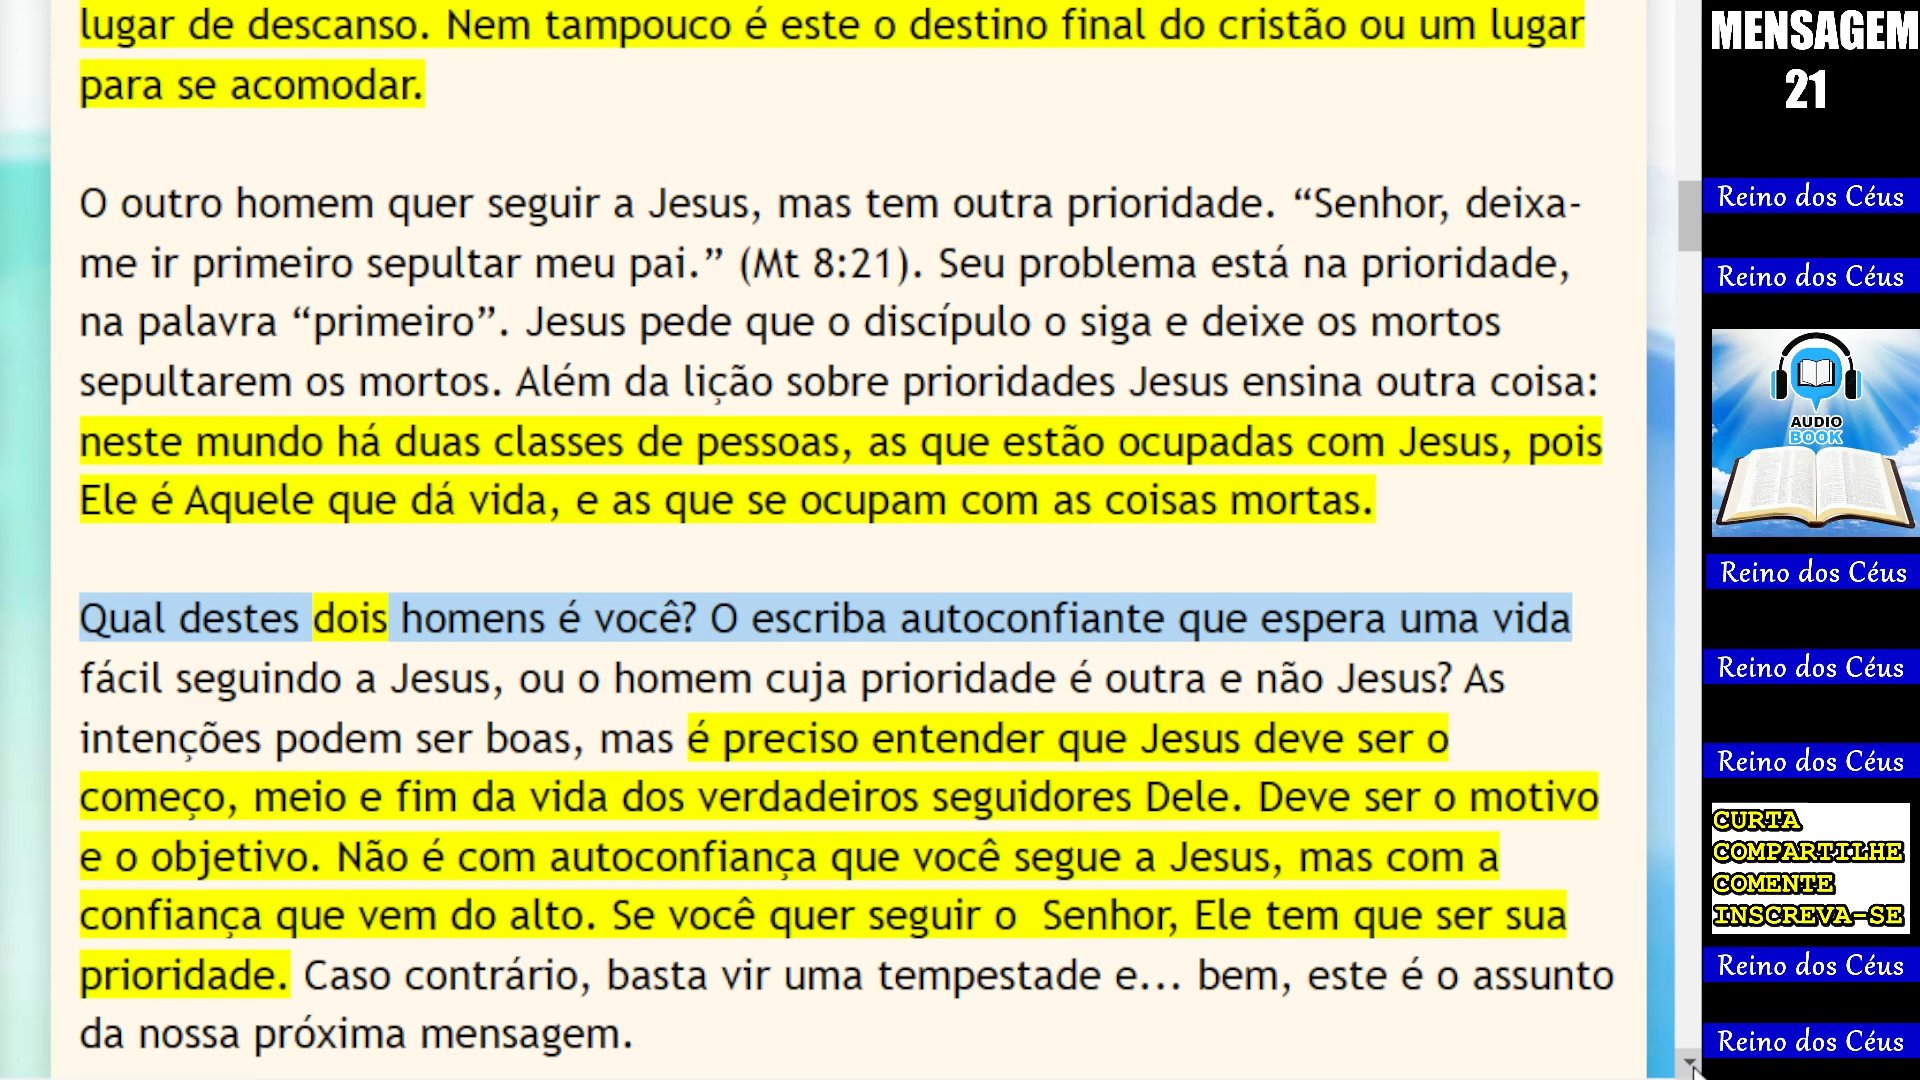 lugar de descanso. Nem tampouco é este o destino final do cristão ou um lugar
para se acomodar.
O outro homem quer seguir a Jesus, mas tem outra prioridade. “Senhor, deixa-
me ir primeiro sepultar meu pai.” (Mt 8:21). Seu problema está na prioridade,
na palavra “primeiro”. Jesus pede que o discípulo o siga e deixe os mortos
sepultarem os mortos. Além da lição sobre prioridades Jesus ensina outra coisa:
neste mundo há duas classes de pessoas, as que estão ocupadas com Jesus, pois
Ele é Aquele que dá vida, e as que se ocupam com as coisas mortas.
Qual destes dois homens é você? O escriba autoconfiante que espera uma vida
fácil seguindo a Jesus, ou o homem cuja prioridade é outra e não Jesus? As
intenções podem ser boas, mas é preciso entender que Jesus deve ser o
começo, meio e fim da vida dos verdadeiros seguidores Dele. Deve ser o motivo
e o objetivo. Não é com autoconfiança que você segue a Jesus, mas com a
confiança que vem do alto. Se você quer seguir o  Senhor, Ele tem que ser sua
prioridade. Caso contrário, basta vir uma tempestade e... bem, este é o assunto
da nossa próxima mensagem.
MENSAGEM
21
Reino dos Céus
Reino dos Céus
AUDIO
BOOK
Reino dos Céus
Reino dos Céus
Reino dos Céus
CURTA
COMPARTILHE
COMENTE
INSCREVA-SE
Reino dos Céus
Reino dos Céus